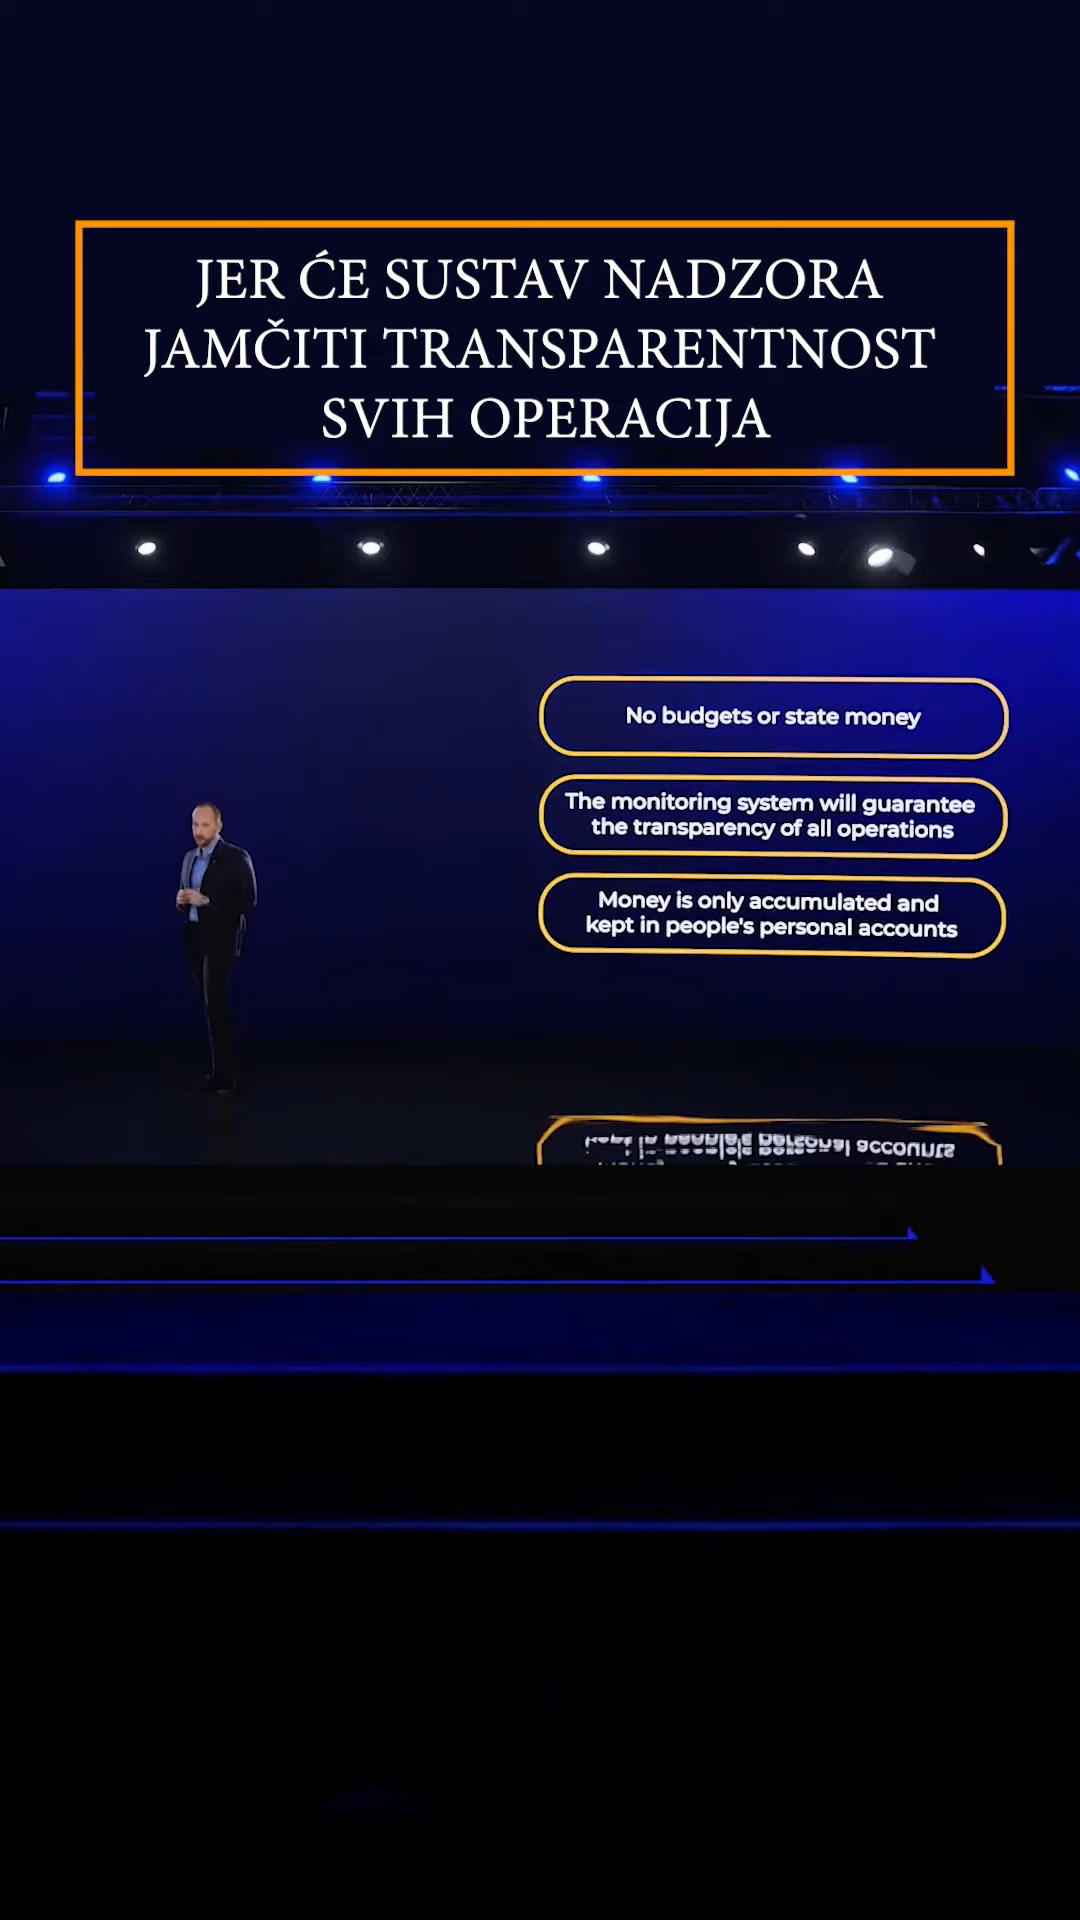 JER ĆE SUSTAV NADZORA
JAMČITI TRANSPARENTNOST
SVIH OPERACIJA
No budgets or state money
The monitoring system will guarantee
the transparency of all operations
Money is only accumulated and
kept in people's personal accounts